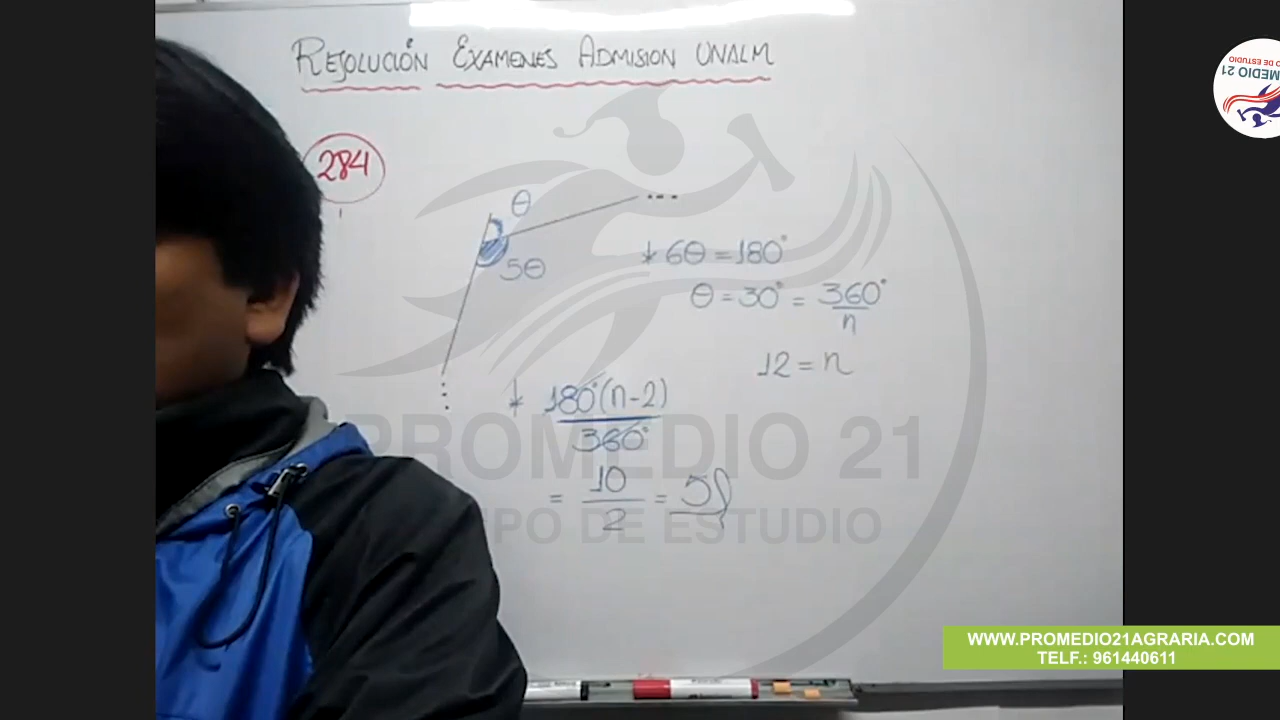 RESOLUCIÓN EXAMENES ADMISION UNALM
284
θ
5θ
6θ = 180°
θ = 30° = 360°/n
12 = n
180°(n-2)/360°
= 10/2 = 5
PROMEDIO 21
GRUPO DE ESTUDIO
WWW.PROMEDIO21AGRARIA.COM
TELF.: 961440611